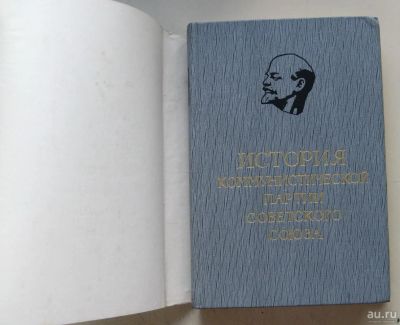 ИСТОРИЯ
КОММУНИСТИЧЕСКОЙ
ПАРТИИ
СОВЕТСКОГО
СОЮЗА
au.ru